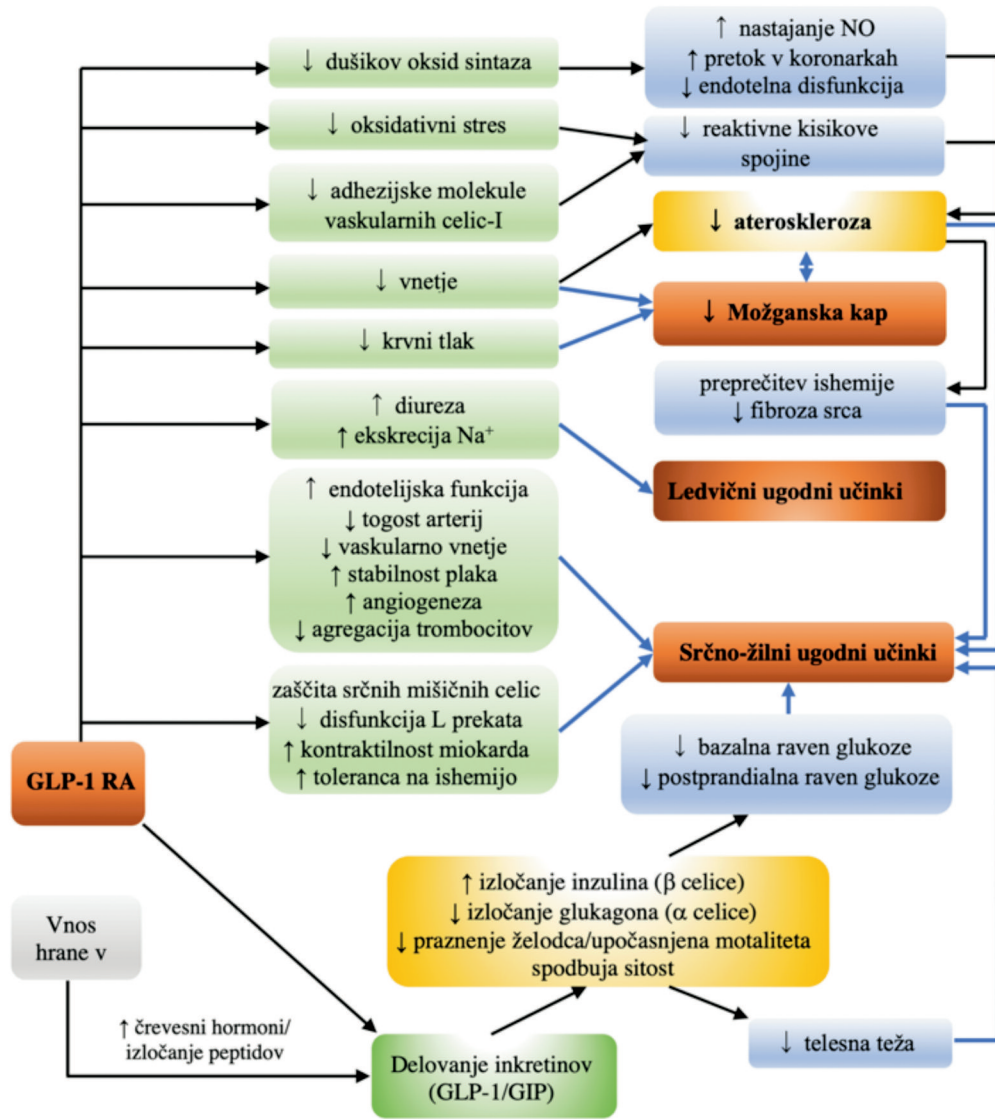 ↑ nastajanje NO
↑ pretok v koronarkah
↓ endotelna disfunkcija
↓ dušikov oksid sintaza
↓ oksidativni stres
↓ reaktivne kisikove
spojine
↓ adhezijske molekule
vaskularnih celic-I
↓ ateroskleroza
↓ vnetje
↓ Možganska kap
↓ krvni tlak
preprečitev ishemije
↓ fibroza srca
↑ diureza
↑ ekskrecija Na⁺
Ledvični ugodni učinki
↑ endotelijska funkcija
↓ togost arterij
↓ vaskularno vnetje
↑ stabilnost plaka
↑ angiogeneza
↓ agregacija trombocitov
Srčno-žilni ugodni učinki
zaščita srčnih mišičnih celic
↓ disfunkcija L prekata
↑ kontraktilnost miokarda
↑ toleranca na ishemijo
↓ bazalna raven glukoze
↓ postprandialna raven glukoze
GLP-1 RA
↑ izločanje inzulina (β celice)
↓ izločanje glukagona (α celice)
↓ praznenje želodca/upočasnjena motaliteta
spodbuja sitost
Vnos
hrane v
↑ črevesni hormoni/
izločanje peptidov
↓ telesna teža
Delovanje inkretinov
(GLP-1/GIP)